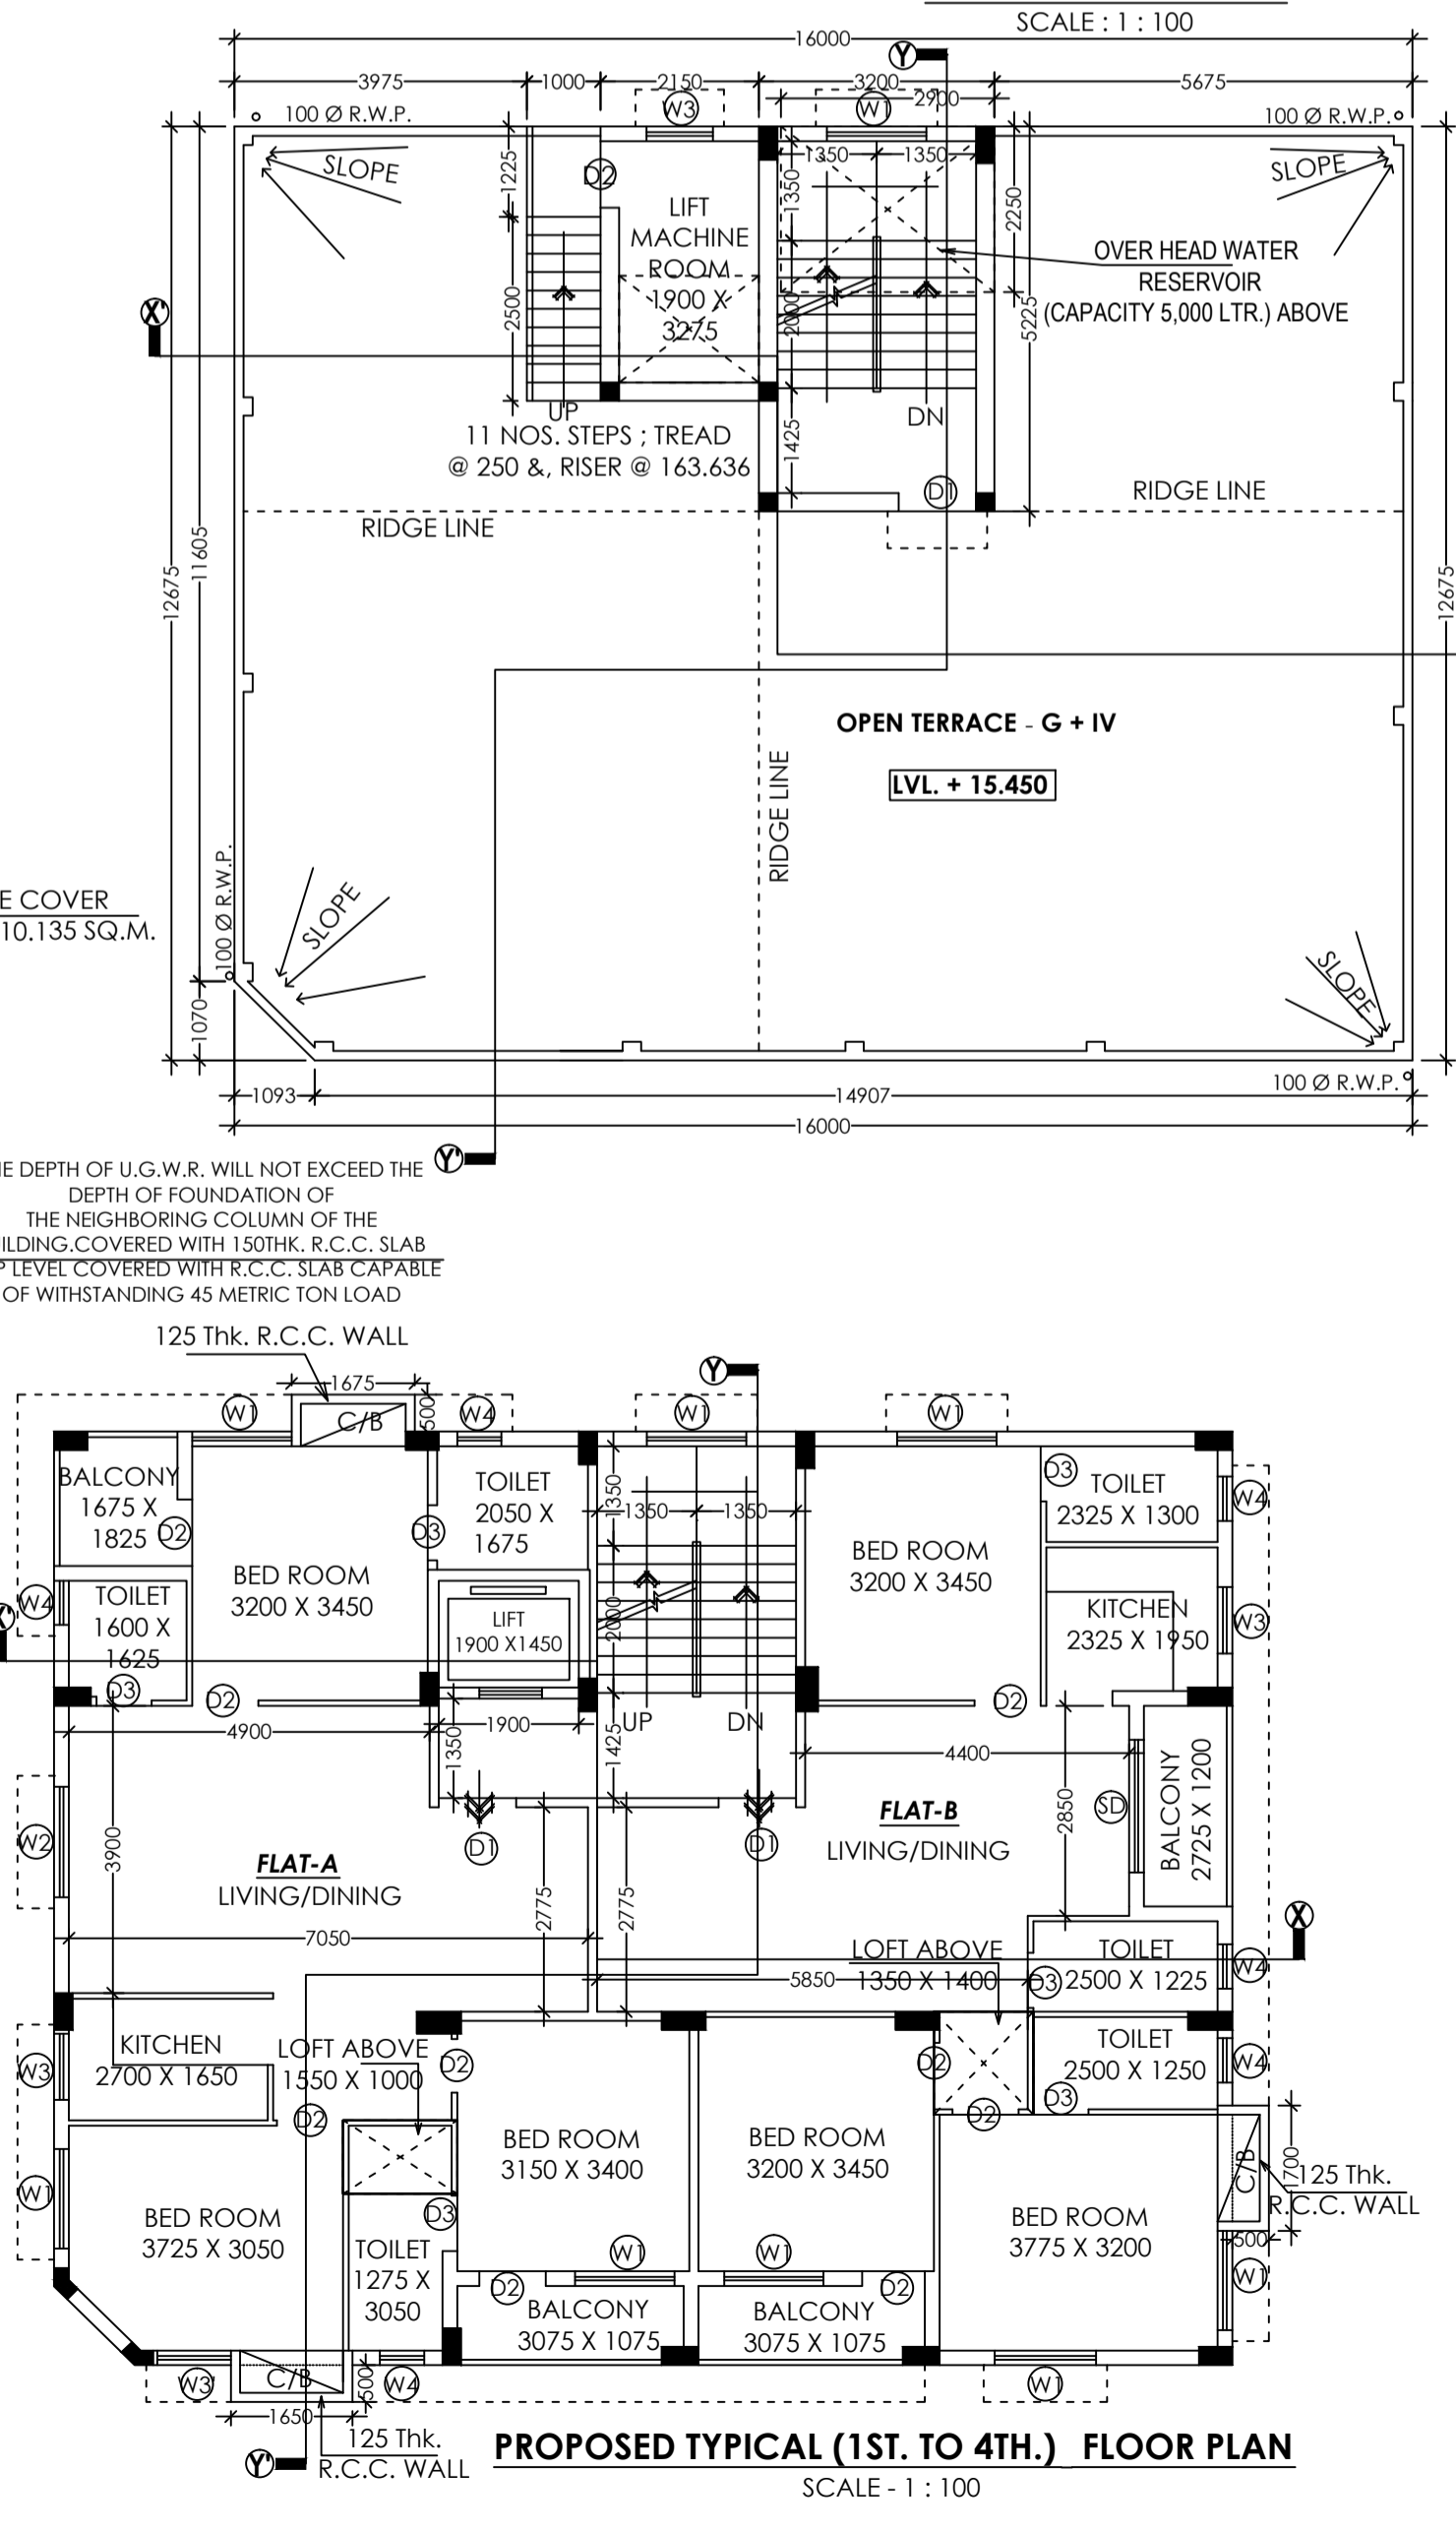 SCALE : 1 : 100
16000
Y
3975
1000
2150
3200
5675
2900
W3
W1
100 Ø R.W.P.
100 Ø R.W.P.
SLOPE
SLOPE
1225
D2
1350
1350
1350
2250
LIFT
MACHINE
ROOM
1900 X
3275
OVER HEAD WATER
RESERVOIR
(CAPACITY 5,000 LTR.) ABOVE
X'
2500
2000
5225
UP
DN
11 NOS. STEPS ; TREAD
@ 250 &, RISER @ 163.636
1425
D1
RIDGE LINE
RIDGE LINE
12675
11605
12675
OPEN TERRACE - G + IV
LVL. + 15.450
RIDGE LINE
E COVER
10.135 SQ.M.
100 Ø R.W.P.
SLOPE
SLOPE
1070
1093
14907
100 Ø R.W.P.
16000
Y'
E DEPTH OF U.G.W.R. WILL NOT EXCEED THE
DEPTH OF FOUNDATION OF
THE NEIGHBORING COLUMN OF THE
ILDING.COVERED WITH 150THK. R.C.C. SLAB
P LEVEL COVERED WITH R.C.C. SLAB CAPABLE
OF WITHSTANDING 45 METRIC TON LOAD
125 Thk. R.C.C. WALL
Y
1675
W1
C/B
500
W4
W1
W1
BALCONY
1675 X
1825
D2
D3
TOILET
2050 X
1675
1350
1350
1350
D3
TOILET
2325 X 1300
W4
BED ROOM
3200 X 3450
BED ROOM
3200 X 3450
W4
X'
TOILET
1600 X
1625
LIFT
1900 X1450
2000
KITCHEN
2325 X 1950
W3
D3
D2
D2
4900
1350
1900
1425
UP
DN
4400
W2
3900
FLAT-A
LIVING/DINING
D1
D1
FLAT-B
LIVING/DINING
2850
SD
BALCONY
2725 X 1200
2775
2775
X
7050
5850
LOFT ABOVE
1350 X 1400
D3
TOILET
2500 X 1225
W4
W3
KITCHEN
2700 X 1650
LOFT ABOVE
1550 X 1000
D2
D2
D2
TOILET
2500 X 1250
W4
D2
D3
W1
BED ROOM
3150 X 3400
BED ROOM
3200 X 3450
C/B
1700
125 Thk.
R.C.C. WALL
BED ROOM
3725 X 3050
D3
TOILET
1275 X
3050
BED ROOM
3775 X 3200
500
W1
W1
W1
D2
D2
BALCONY
3075 X 1075
BALCONY
3075 X 1075
W3
C/B
500
W4
W1
1650
125 Thk.
R.C.C. WALL
Y'
PROPOSED TYPICAL (1ST. TO 4TH.) FLOOR PLAN
SCALE - 1 : 100